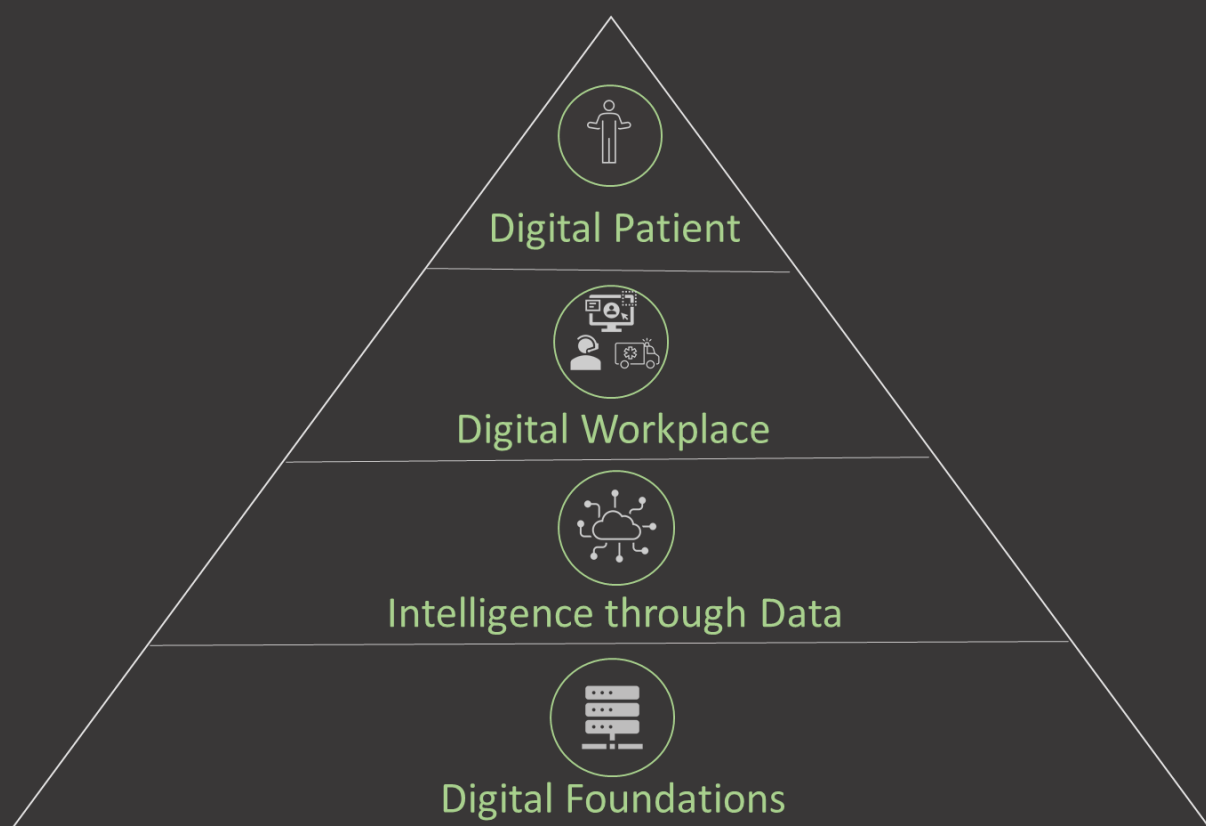 Digital Patient
Digital Workplace
Intelligence through Data
Digital Foundations